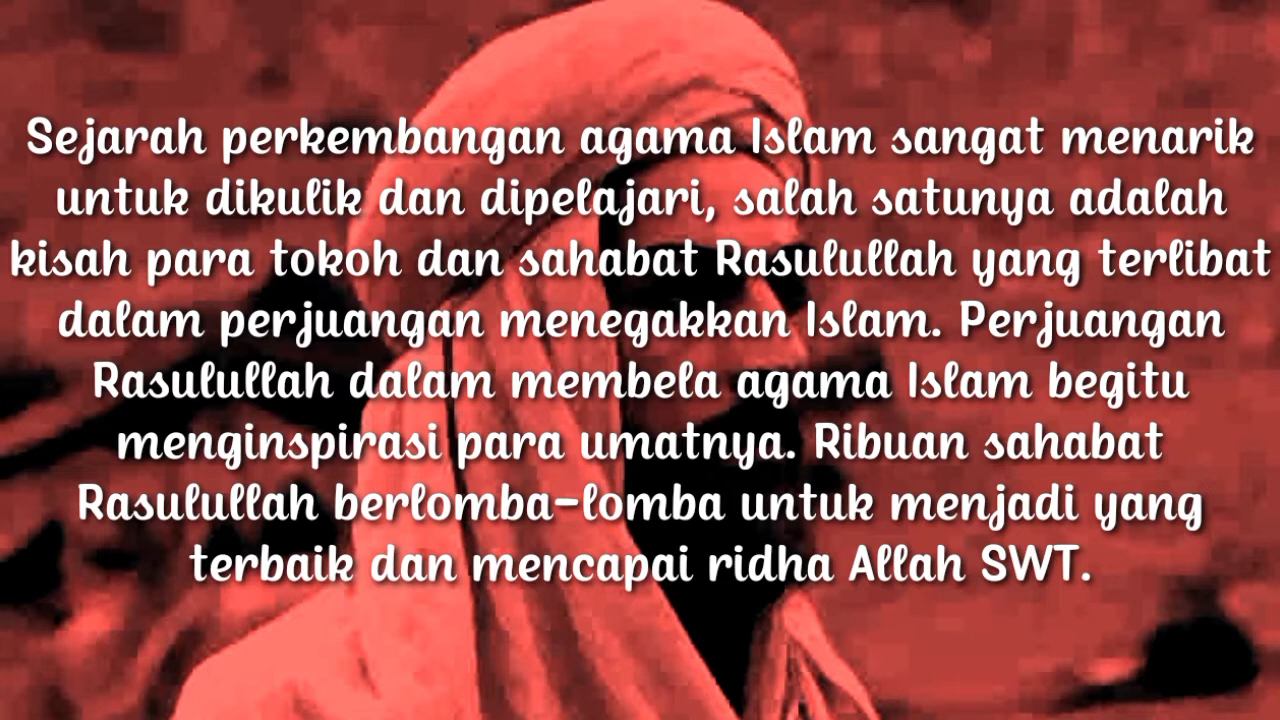 Sejarah perkembangan agama Islam sangat menarik
untuk dikulik dan dipelajari, salah satunya adalah
kisah para tokoh dan sahabat Rasulullah yang terlibat
dalam perjuangan menegakkan Islam. Perjuangan
Rasulullah dalam membela agama Islam begitu
menginspirasi para umatnya. Ribuan sahabat
Rasulullah berlomba-lomba untuk menjadi yang
terbaik dan mencapai ridha Allah SWT.